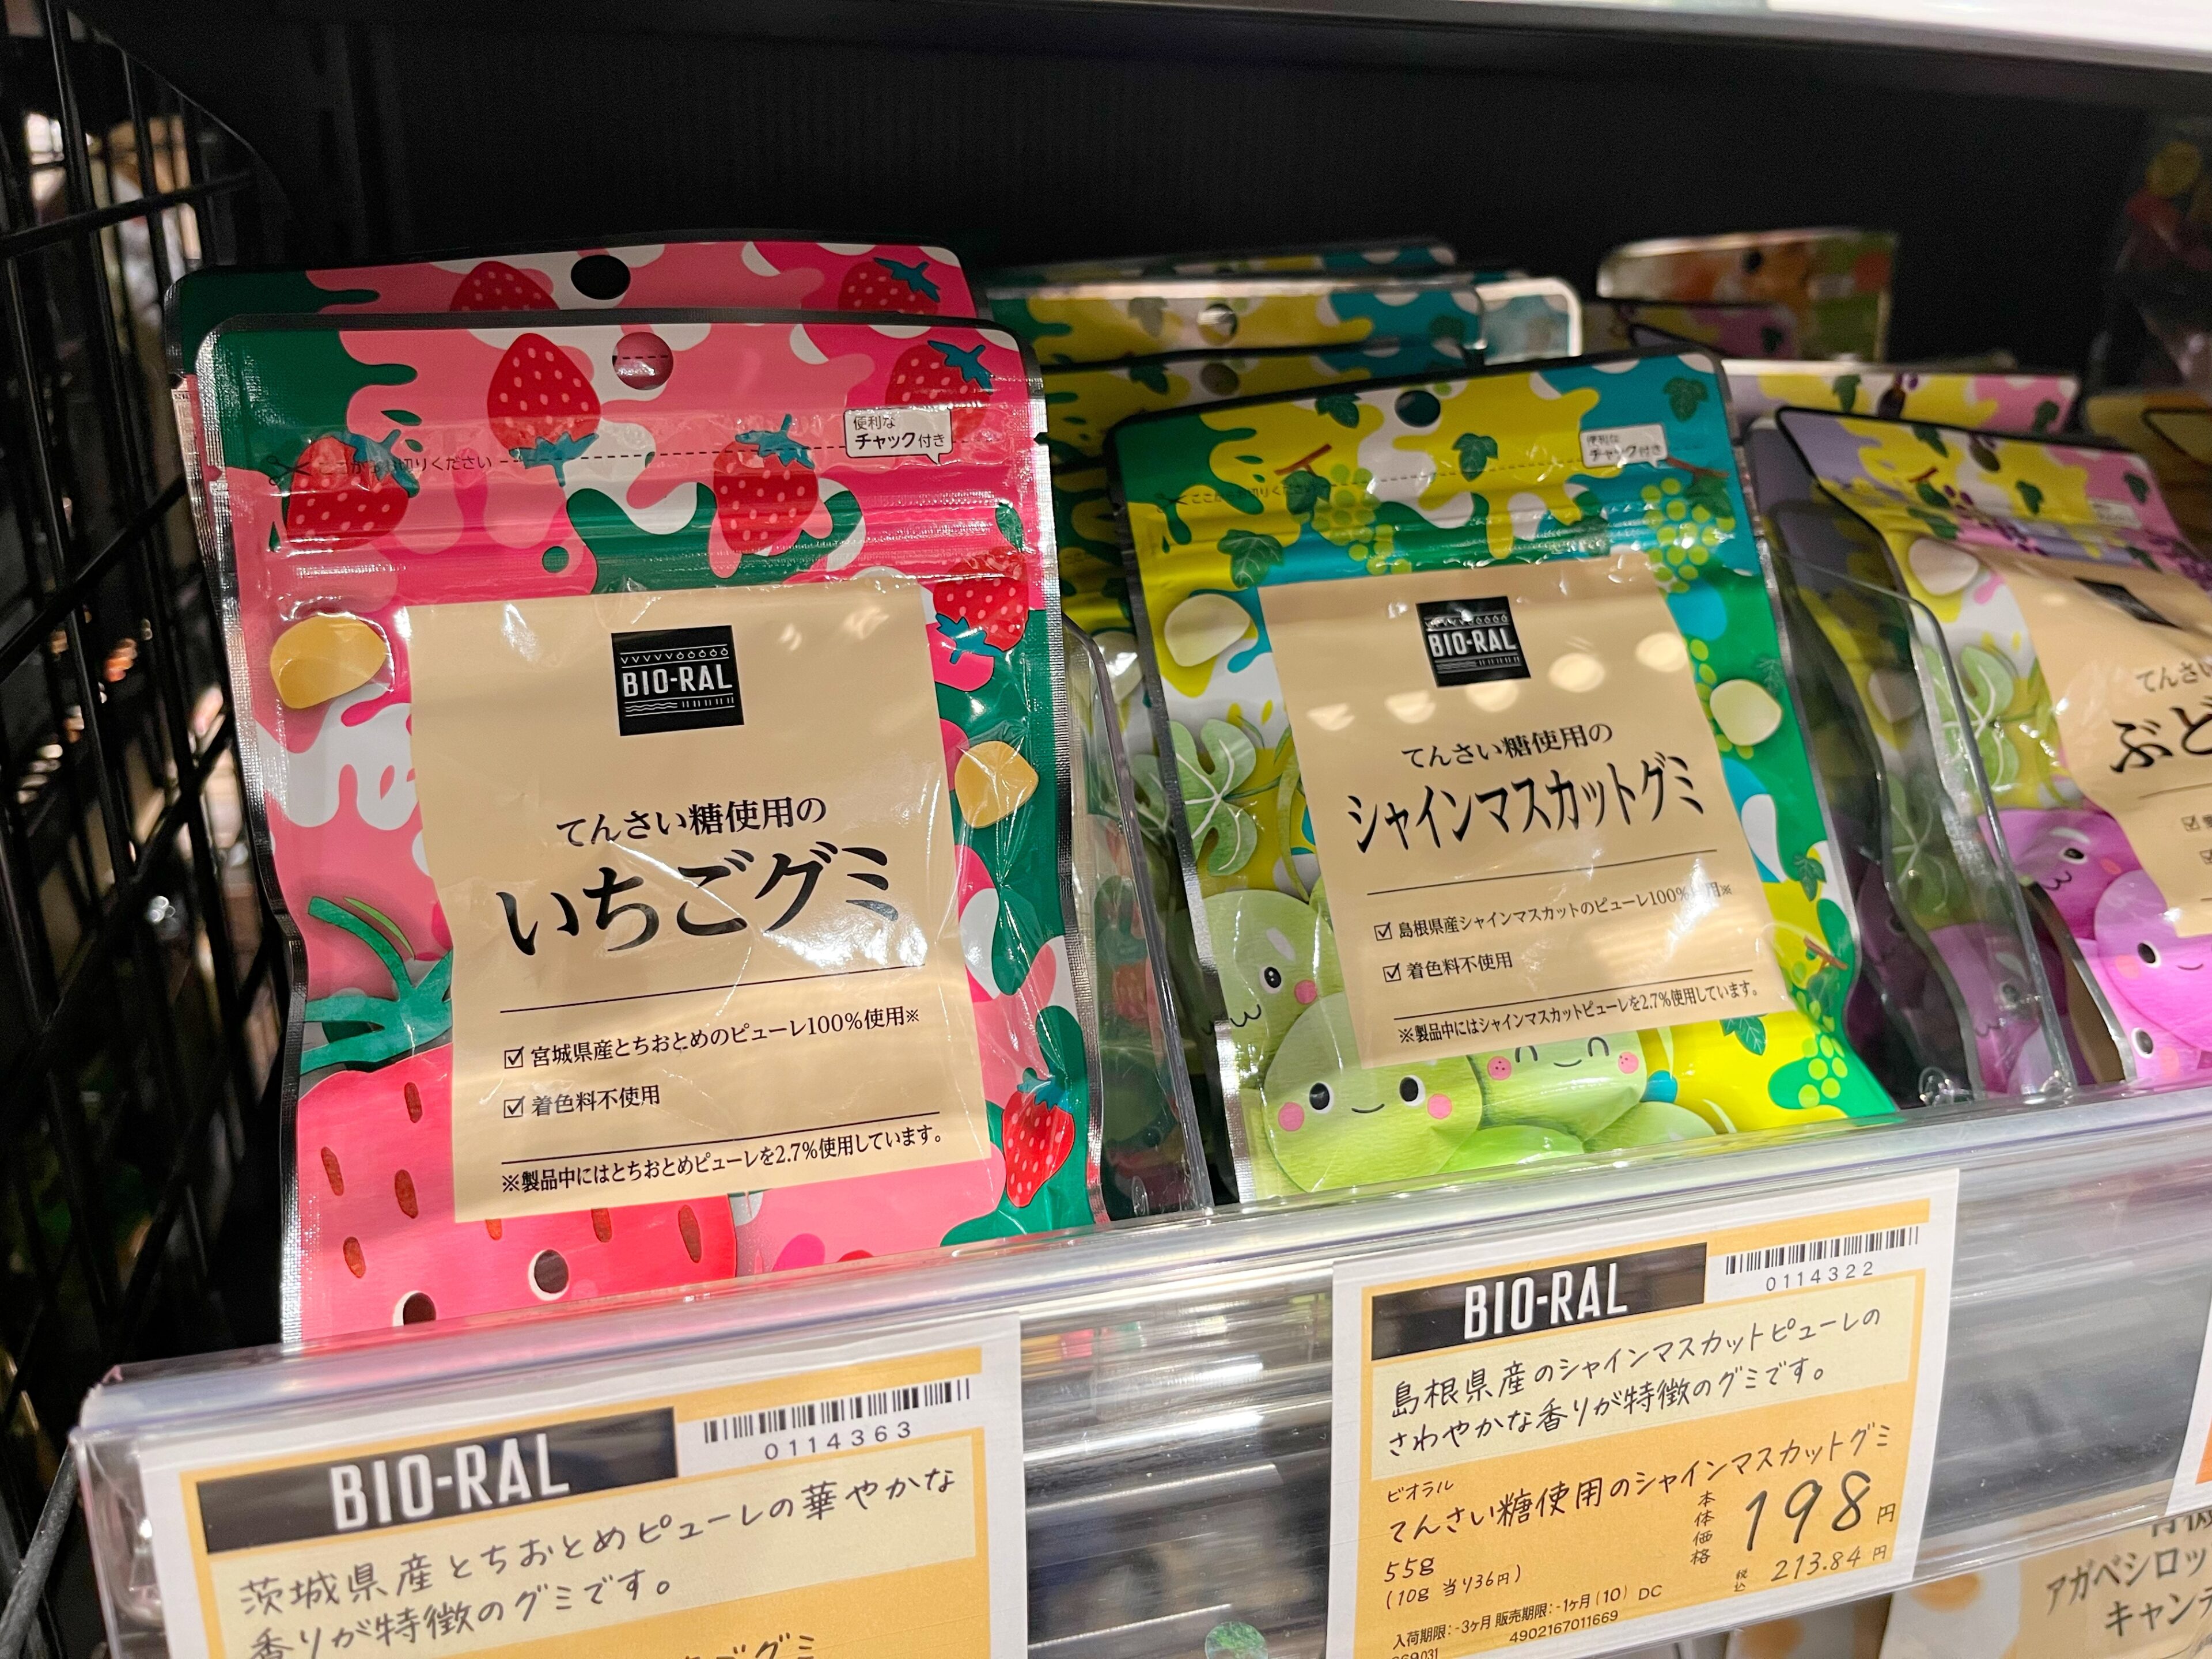 便利な
チャック付き
BIO-RAL
てんさい糖使用の
いちごグミ
☑ 宮城県産とちおとめのピューレ100%使用※
☑ 着色料不使用
※製品中にはとちおとめピューレを2.7%使用しています。
便利な
チャック付き
BIO-RAL
てんさい糖使用の
シャインマスカットグミ
☑ 島根県産シャインマスカットのピューレ100%使用※
☑ 着色料不使用
※製品中にはシャインマスカットピューレを2.7%使用しています。
てんさい
ぶど
BIO-RAL
0114363
茨城県産とちおとめピューレの華やかな
香りが特徴のグミです。
ごグミ
BIO-RAL
0114322
島根県産のシャインマスカットピューレの
さわやかな香りが特徴のグミです。
ビオラル
てんさい糖使用のシャインマスカットグミ
55g
(10g 当り36円)
本体価格
198円
税込 213.84円
入荷期限:-3ヶ月 販売期限:-1ヶ月(10) DC
4902167011669
アガベシロッ
キャンデ